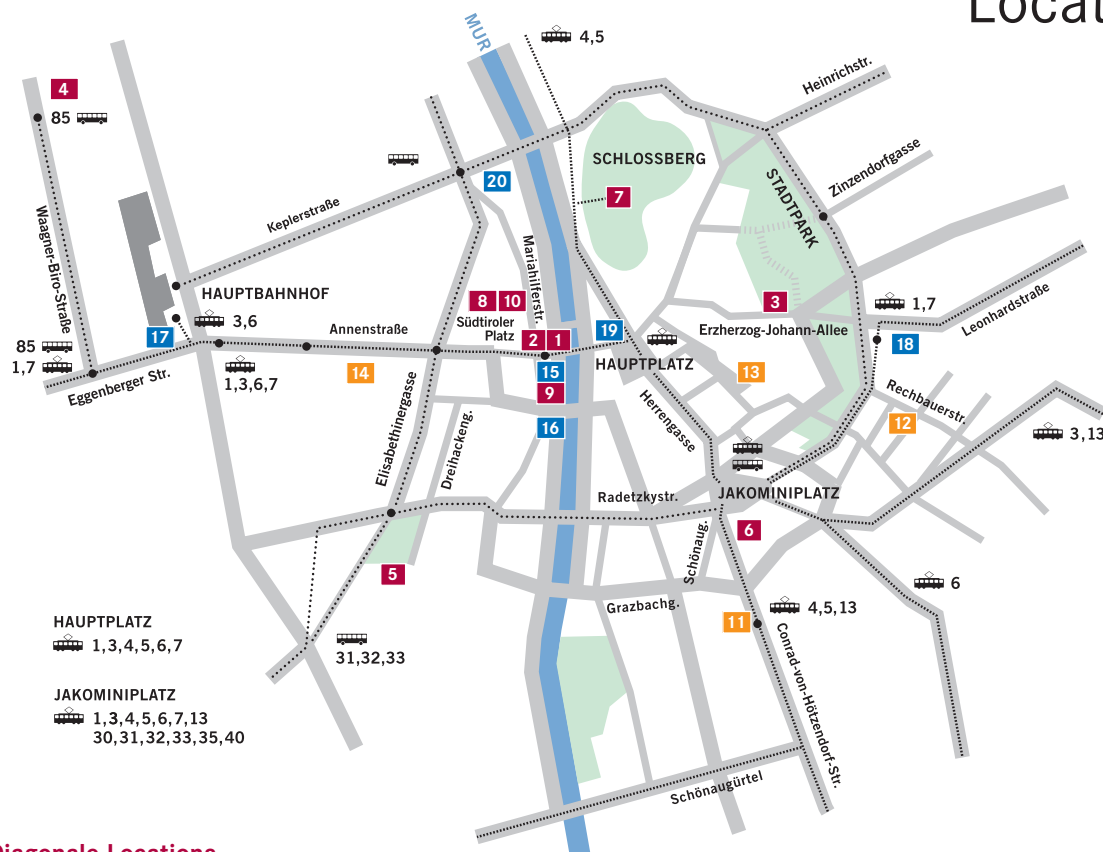 Locat
MUR
4,5
Heinrichstr.
4
85
SCHLOSSBERG
Zinzendorfgasse
STADTPARK
20
7
Keplerstraße
Waagner-Biro-Straße
Mariahilferstr.
HAUPTBAHNHOF
8 10
3
1,7
3,6
Südtiroler
Platz
Annenstraße
17
2 1
19
Erzherzog-Johann-Allee
Leonhardstraße
18
85
1,7
HAUPTPLATZ
Eggenberger Str.
1,3,6,7
14
15
13
9
Rechbauerstr.
Elisabethinergasse
Dreihackeng.
16
Herrengasse
12
3,13
Radetzkystr.
JAKOMINIPLATZ
6
Schönaug.
5
6
Grazbachg.
4,5,13
11
HAUPTPLATZ
1,3,4,5,6,7
31,32,33
Conrad-von-Hötzendorf-Str.
JAKOMINIPLATZ
1,3,4,5,6,7,13
30,31,32,33,35,40
Schönaugürtel
Diagonale Locations